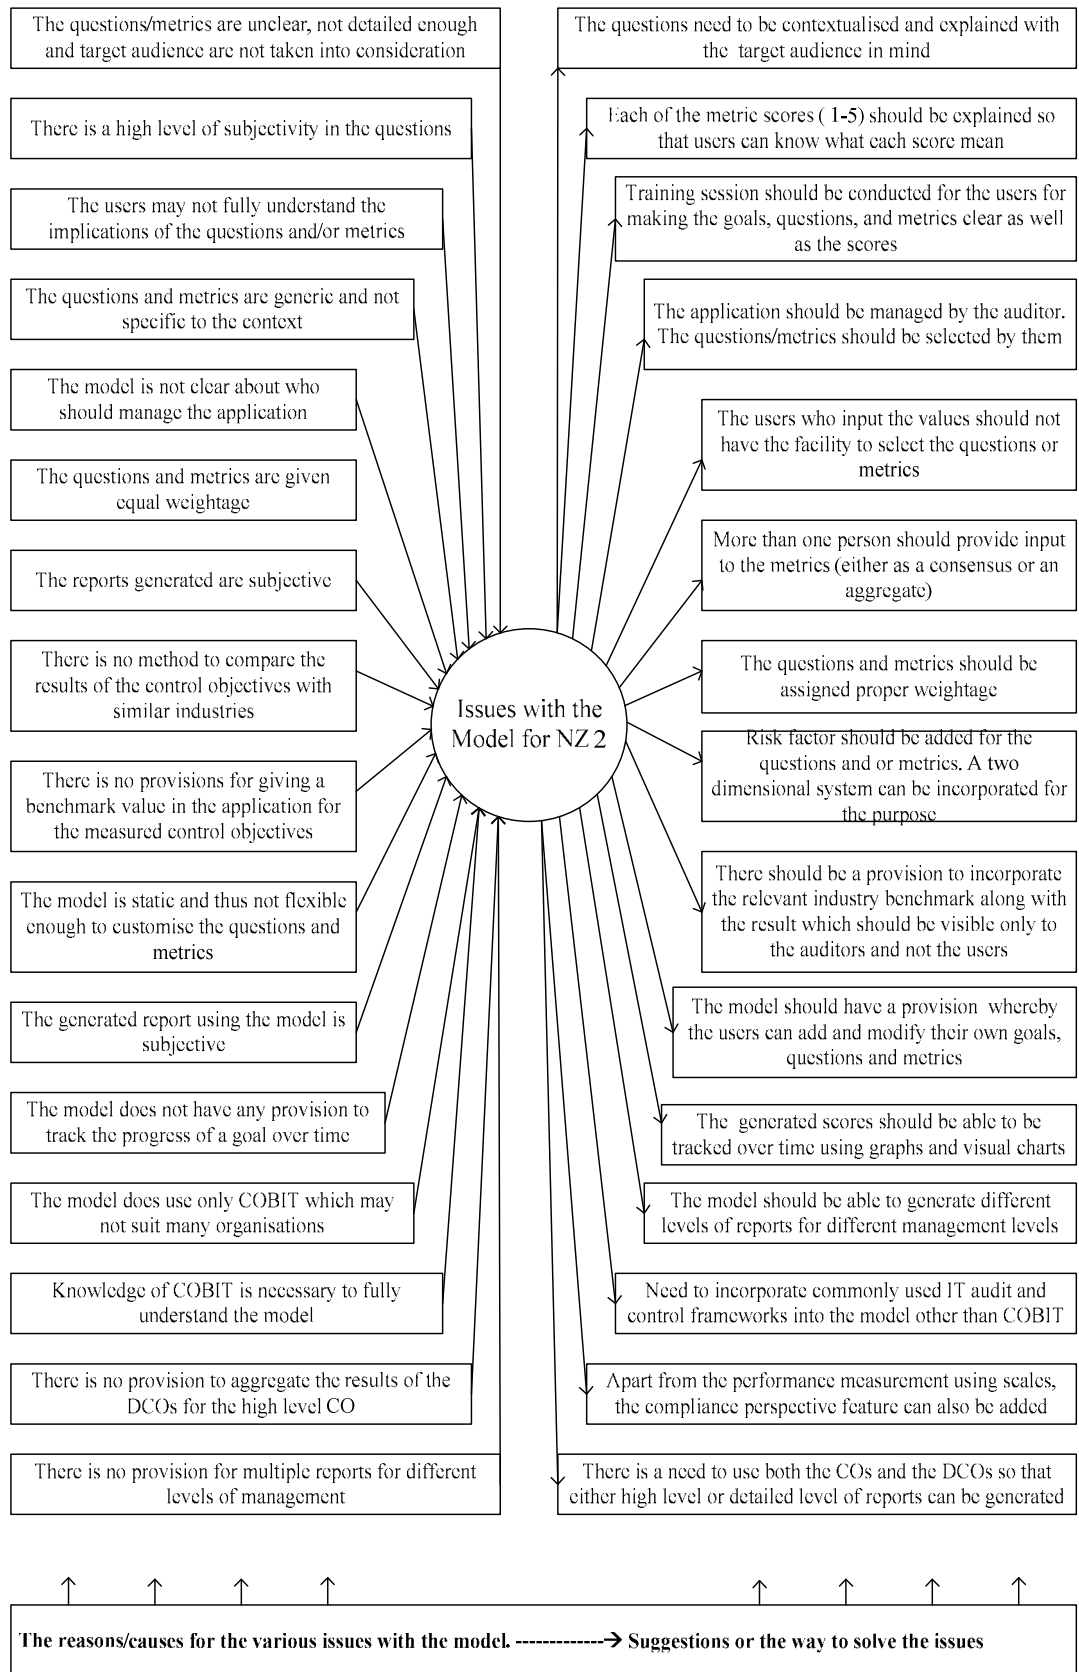 The questions/metrics are unclear, not detailed enough
and target audience are not taken into consideration
There is a high level of subjectivity in the questions
The users may not fully understand the
implications of the questions and/or metrics
The questions and metrics are generic and not
specific to the context
The model is not clear about who
should manage the application
The questions and metrics are given
equal weightage
The reports generated are subjective
There is no method to compare the
results of the control objectives with
similar industries
There is no provisions for giving a
benchmark value in the application for
the measured control objectives
The model is static and thus not flexible
enough to customise the questions and
metrics
The generated report using the model is
subjective
The model does not have any provision to
track the progress of a goal over time
The model does use only COBIT which may
not suit many organisations
Knowledge of COBIT is necessary to fully
understand the model
There is no provision to aggregate the results of the
DCOs for the high level CO
There is no provision for multiple reports for different
levels of management
Issues with the
Model for NZ 2
The questions need to be contextualised and explained with
the target audience in mind
Each of the metric scores ( 1-5) should be explained so
that users can know what each score mean
Training session should be conducted for the users for
making the goals, questions, and metrics clear as well
as the scores
The application should be managed by the auditor.
The questions/metrics should be selected by them
The users who input the values should not
have the facility to select the questions or
metrics
More than one person should provide input
to the metrics (either as a consensus or an
aggregate)
The questions and metrics should be
assigned proper weightage
Risk factor should be added for the
questions and or metrics. A two
dimensional system can be incorporated for
the purpose
There should be a provision to incorporate
the relevant industry benchmark along with
the result which should be visible only to
the auditors and not the users
The model should have a provision whereby
the users can add and modify their own goals,
questions and metrics
The generated scores should be able to be
tracked over time using graphs and visual charts
The model should be able to generate different
levels of reports for different management levels
Need to incorporate commonly used IT audit and
control frameworks into the model other than COBIT
Apart from the performance measurement using scales,
the compliance perspective feature can also be added
There is a need to use both the COs and the DCOs so that
either high level or detailed level of reports can be generated
The reasons/causes for the various issues with the model. -------------→ Suggestions or the way to solve the issues